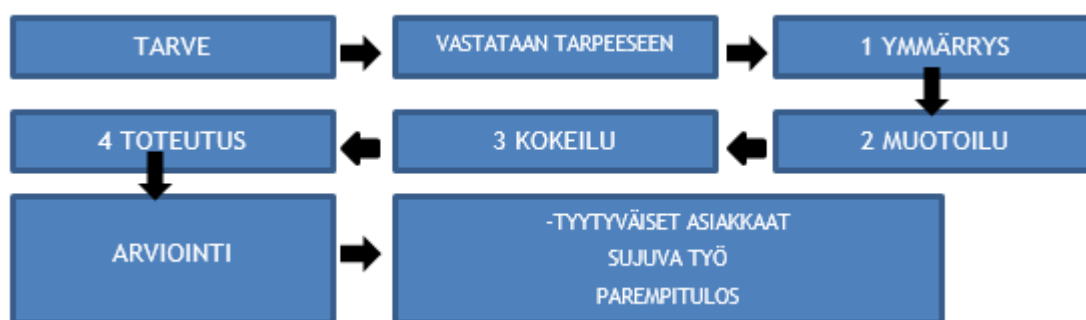 TARVE
VASTATAAN TARPEESEEN
1 YMMÄRRYS
2 MUOTOILU
3 KOKEILU
4 TOTEUTUS
ARVIOINTI
-TYYTYVÄISET ASIAKKAAT
SUJUVA TYÖ
PAREMPITULOS